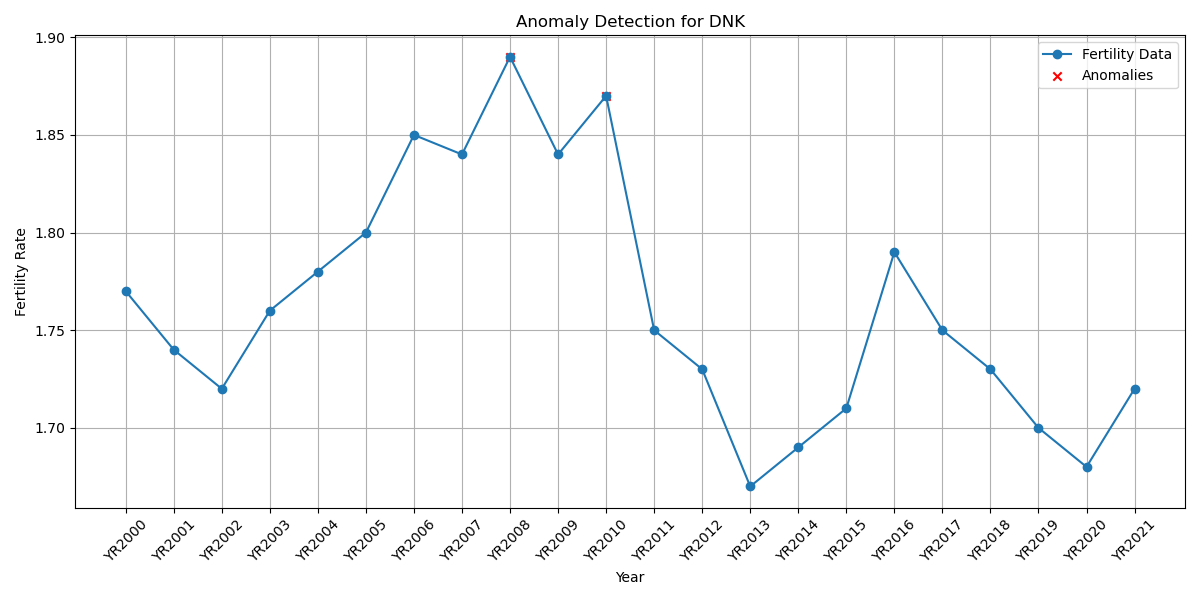 Anomaly Detection for DNK
Fertility Data
Anomalies
Fertility Rate
1.90
1.85
1.80
1.75
1.70
YR2000
YR2001
YR2002
YR2003
YR2004
YR2005
YR2006
YR2007
YR2008
YR2009
YR2010
YR2011
YR2012
YR2013
YR2014
YR2015
YR2016
YR2017
YR2018
YR2019
YR2020
YR2021
Year